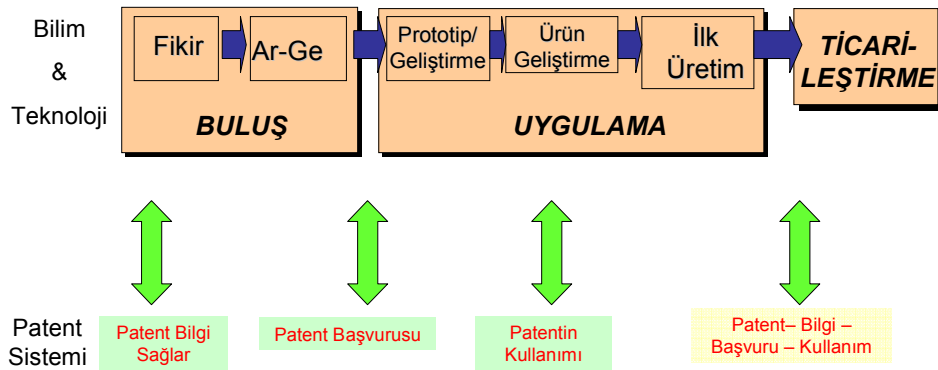 Bilim
&
Teknoloji
Fikir
Ar-Ge
BULUŞ
Prototip/
Geliştirme
Ürün
Geliştirme
İlk
Üretim
UYGULAMA
TİCARİ-
LEŞTİRME
Patent
Sistemi
Patent Bilgi
Sağlar
Patent Başvurusu
Patentin
Kullanımı
Patent– Bilgi –
Başvuru – Kullanım